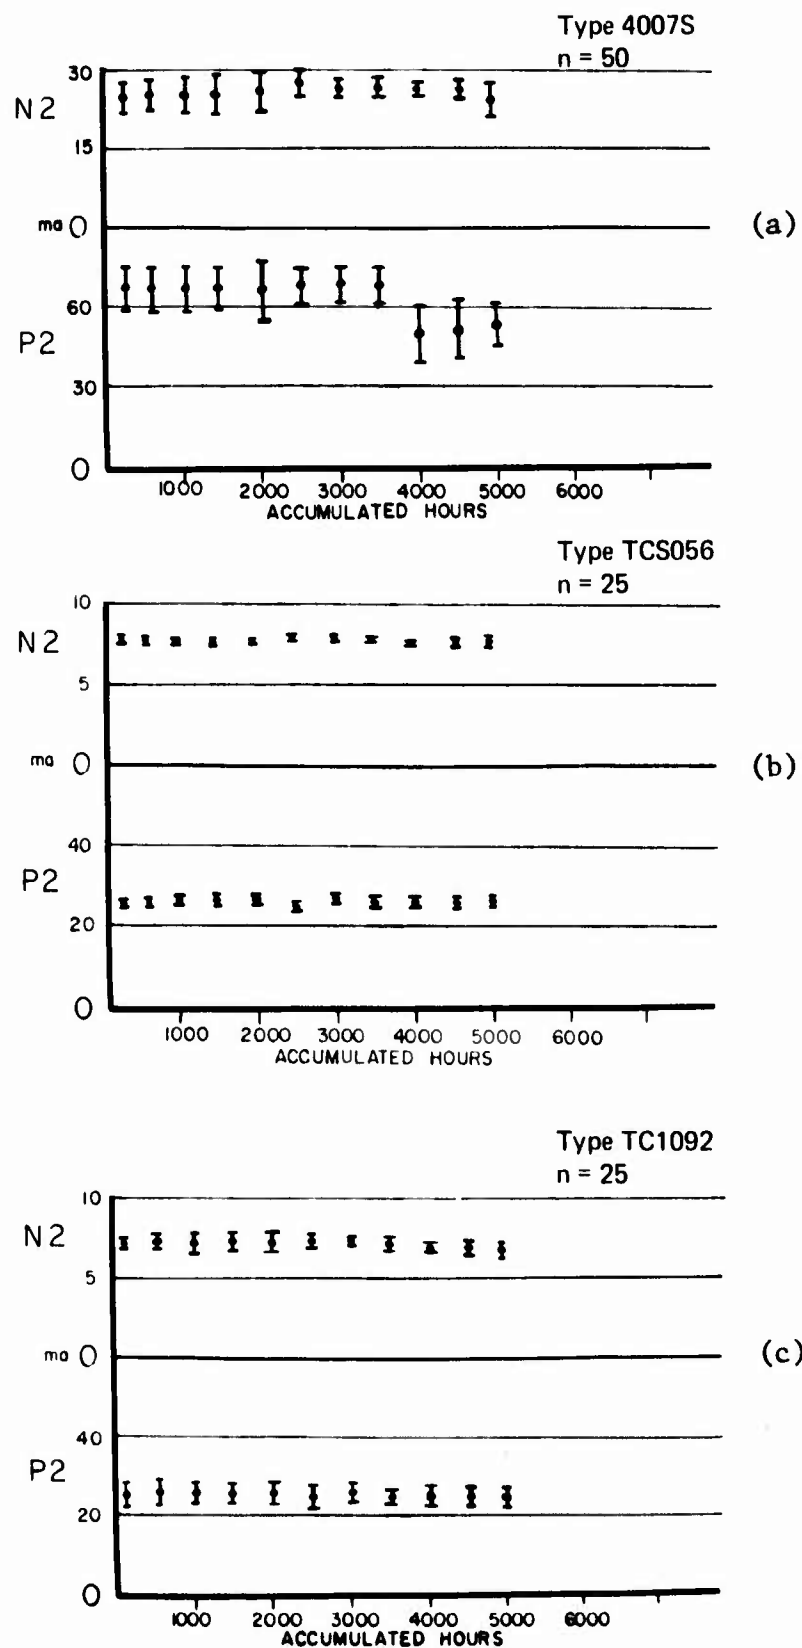 Type 4007S
n = 50
30
N2
15
ma 0
(a)
60
P2
30
0
1000 2000 3000 4000 5000 6000
ACCUMULATED HOURS
Type TCS056
n = 25
10
N2
5
ma 0
(b)
40
P2
20
0
1000 2000 3000 4000 5000 6000
ACCUMULATED HOURS
Type TC1092
n = 25
10
N2
5
ma 0
(c)
40
P2
20
0
1000 2000 3000 4000 5000 6000
ACCUMULATED HOURS